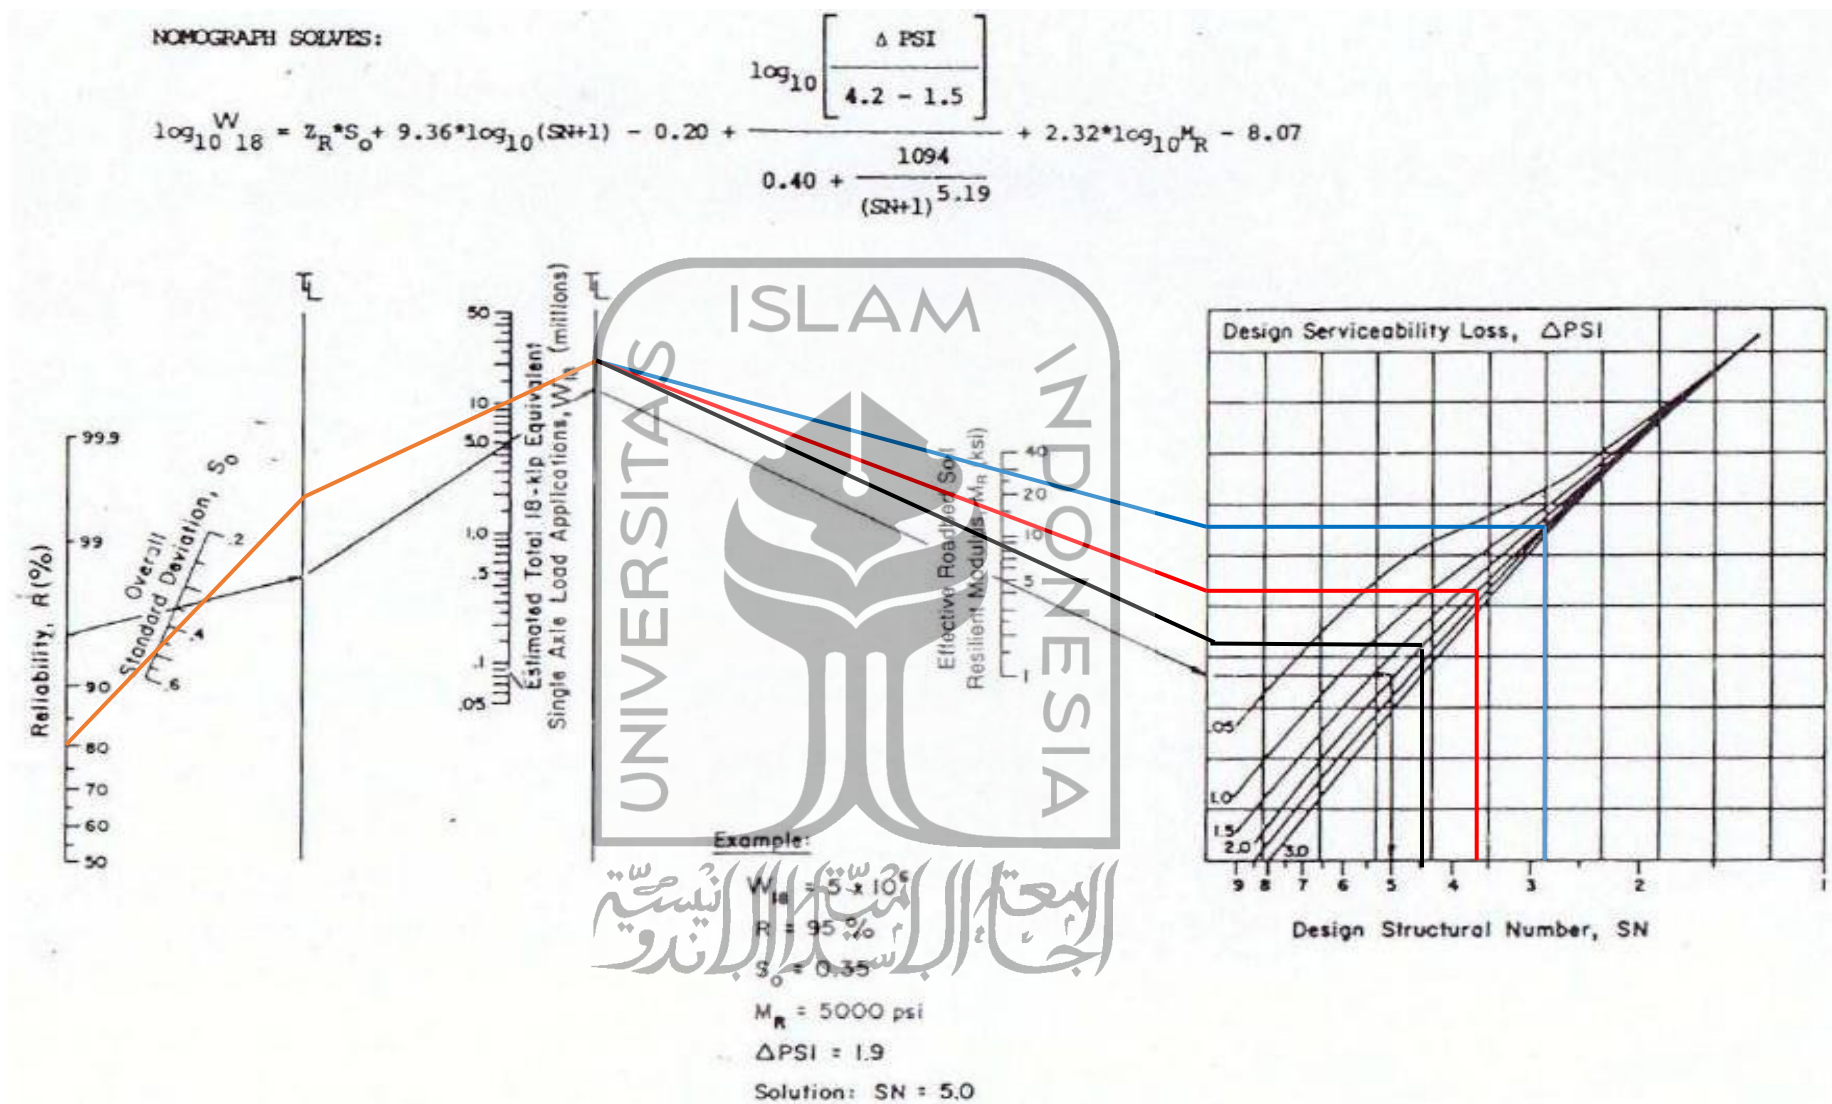 NOMOGRAPH SOLVES:
log10 W18 = ZR*So + 9.36*log10(SN+1) - 0.20 + log10 [ Δ PSI / 4.2 - 1.5 ] / 0.40 + 1094 / (SN+1)^5.19 + 2.32*log10MR - 8.07
TL
TL
Reliability, R (%)
99.9
99
90
80
70
60
50
Overall
Standard Deviation, So
.2
.4
.6
Estimated Total 18-kip Equivalent
Single Axle Load Applications, W18 (millions)
50
10
5.0
1.0
.5
.1
.05
Effective Roadbed Soil
Resilient Modulus, MR (ksi)
40
20
10
5
1
UNIVERSITAS
ISLAM
INDONESIA
Design Serviceability Loss, ΔPSI
.05
1.0
1.5
2.0
3.0
9 8 7 6 5 4 3 2 1
Design Structural Number, SN
Example:
W18 = 5 x 10^6
R = 95 %
So = 0.35
MR = 5000 psi
ΔPSI = 1.9
Solution: SN = 5.0